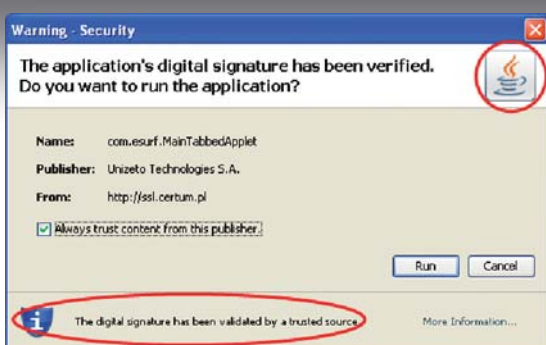 Warning - Security
The application's digital signature has been verified.
Do you want to run the application?
Name: com.esurf.MainTabbedApplet
Publisher: Unizeto Technologies S.A.
From: http://ssl.certum.pl
Always trust content from this publisher.
Run Cancel
The digital signature has been validated by a trusted source.
More Information...